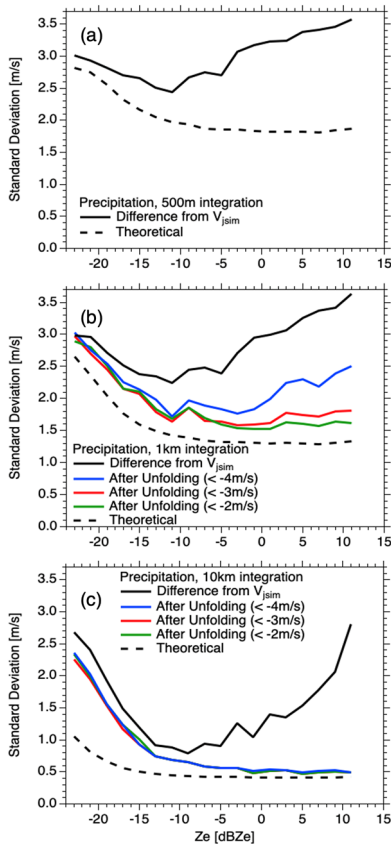 (a)
3.5
3.0
2.5
2.0
1.5
1.0
0.5
0.0
Standard Deviation [m/s]
Precipitation, 500m integration
Difference from Vjsim
Theoretical
-20 -15 -10 -5 0 5 10 15
(b)
3.5
3.0
2.5
2.0
1.5
1.0
0.5
0.0
Standard Deviation [m/s]
Precipitation, 1km integration
Difference from Vjsim
After Unfolding (< -4m/s)
After Unfolding (< -3m/s)
After Unfolding (< -2m/s)
Theoretical
-20 -15 -10 -5 0 5 10 15
(c)
Precipitation, 10km integration
Difference from Vjsim
After Unfolding (< -4m/s)
After Unfolding (< -3m/s)
After Unfolding (< -2m/s)
Theoretical
3.5
3.0
2.5
2.0
1.5
1.0
0.5
0.0
Standard Deviation [m/s]
-20 -15 -10 -5 0 5 10 15
Ze [dBZe]